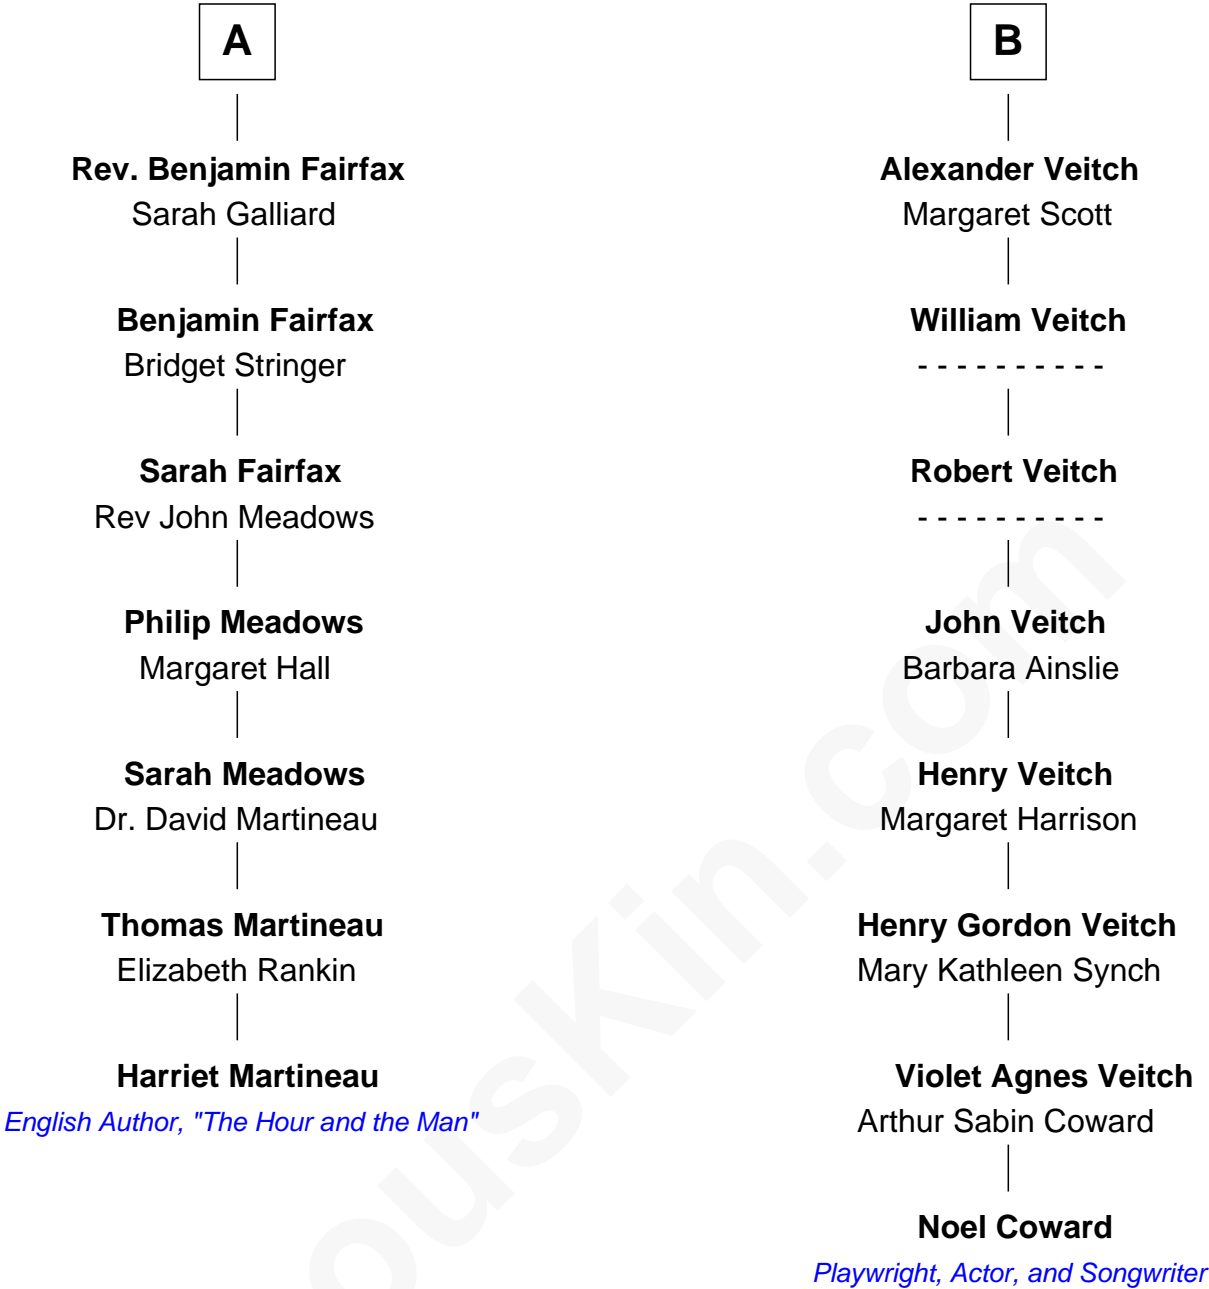 A
Rev. Benjamin Fairfax
Sarah Galliard
Benjamin Fairfax
Bridget Stringer
Sarah Fairfax
Rev John Meadows
Philip Meadows
Margaret Hall
Sarah Meadows
Dr. David Martineau
Thomas Martineau
Elizabeth Rankin
Harriet Martineau
English Author, "The Hour and the Man"
B
Alexander Veitch
Margaret Scott
William Veitch
- - - - - - - - - -
Robert Veitch
- - - - - - - - - -
John Veitch
Barbara Ainslie
Henry Veitch
Margaret Harrison
Henry Gordon Veitch
Mary Kathleen Synch
Violet Agnes Veitch
Arthur Sabin Coward
Noel Coward
Playwright, Actor, and Songwriter
ousKin.com